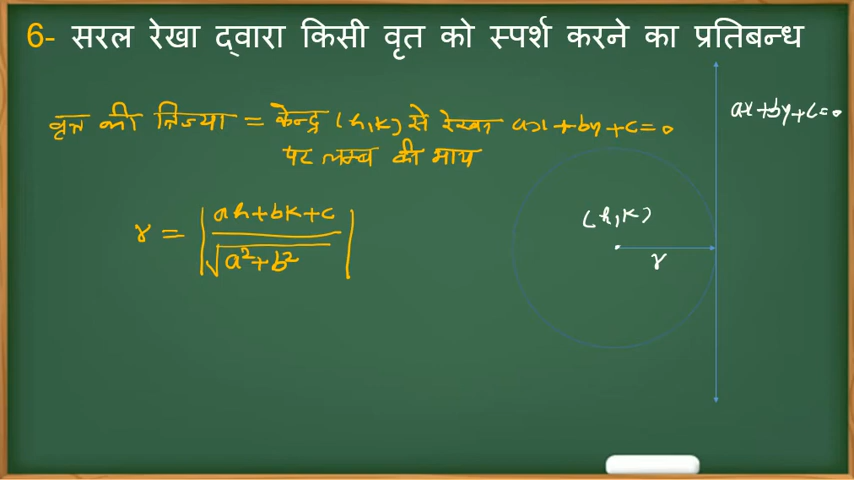 6- सरल रेखा द्वारा किसी वृत को स्पर्श करने का प्रतिबन्ध
ax+by+c=0
वृत्त की त्रिज्या = केन्द्र (h,k) से रेखा ax+by+c=0
पर लम्ब की माप
(h,k)
r = |ah+bk+c / √a²+b²|
r